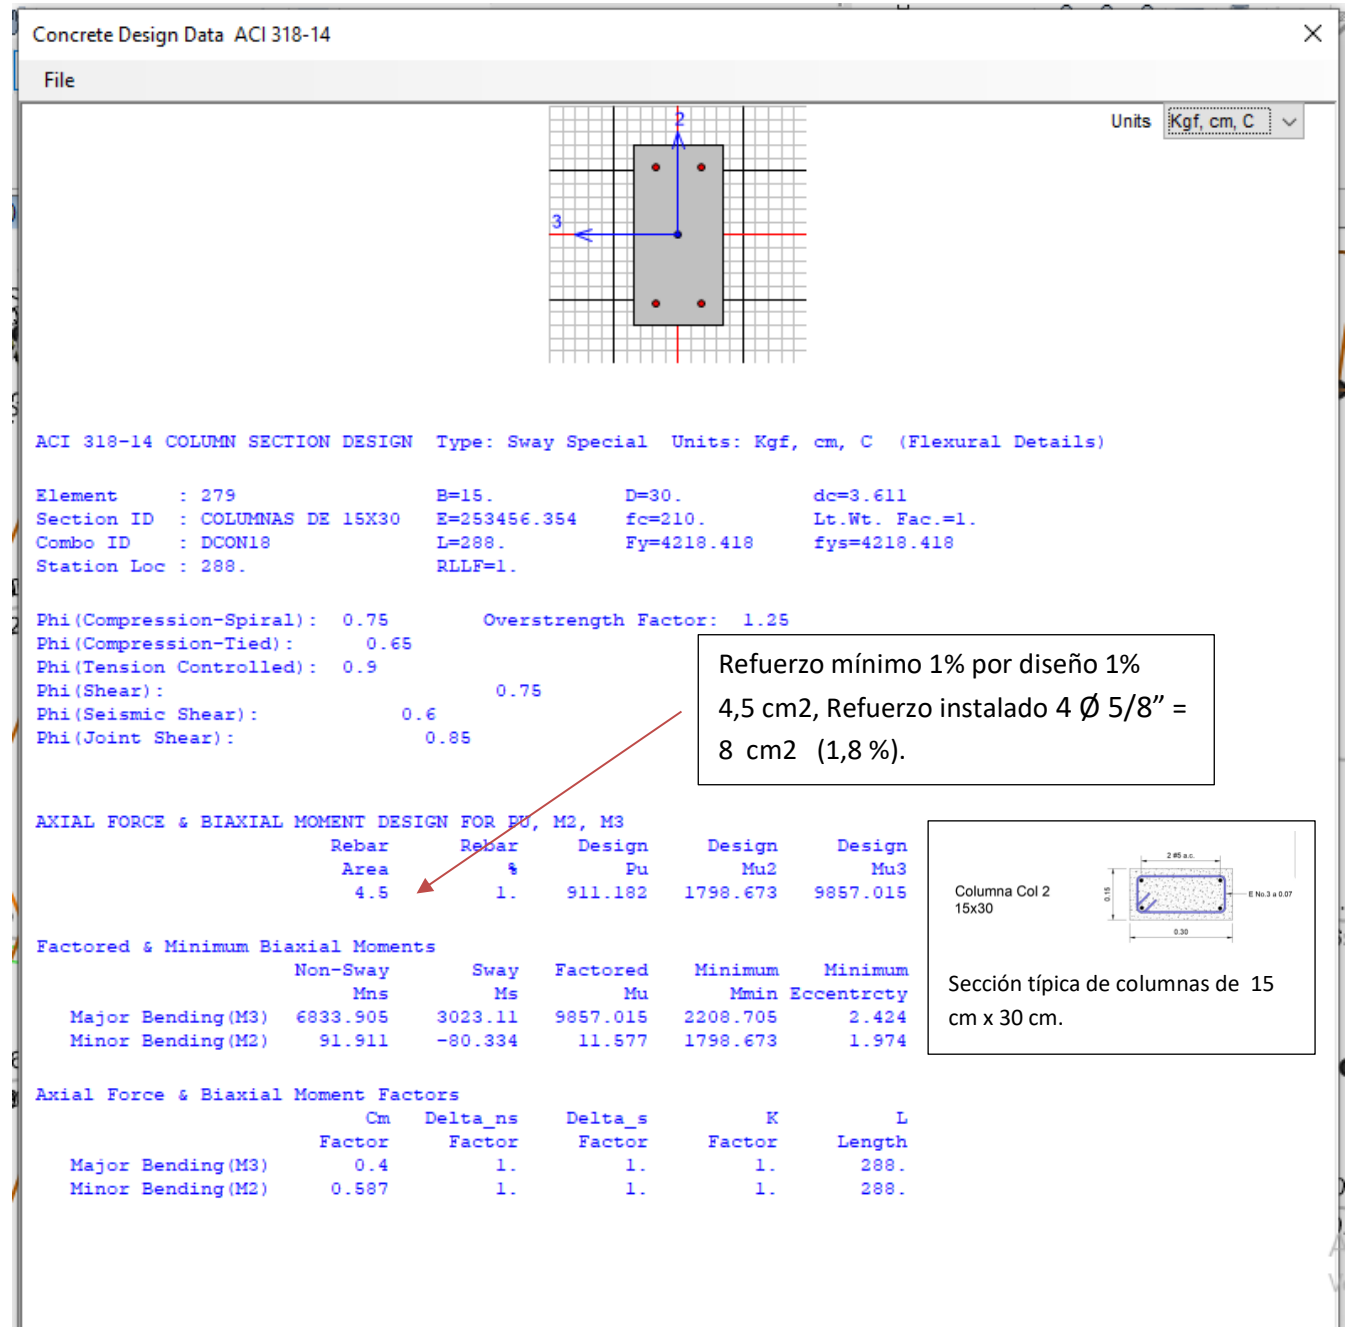 Concrete Design Data ACI 318-14
File
Units Kgf, cm, C
2
3
ACI 318-14 COLUMN SECTION DESIGN Type: Sway Special Units: Kgf, cm, C (Flexural Details)
Element : 279 B=15. D=30. dc=3.611
Section ID : COLUMNAS DE 15X30 E=253456.354 fc=210. Lt.Wt. Fac.=1.
Combo ID : DCON18 L=288. Fy=4218.418 fys=4218.418
Station Loc : 288. RLLF=1.
Phi(Compression-Spiral): 0.75 Overstrength Factor: 1.25
Phi(Compression-Tied): 0.65
Phi(Tension Controlled): 0.9
Phi(Shear): 0.75
Phi(Seismic Shear): 0.6
Phi(Joint Shear): 0.85
Refuerzo mínimo 1% por diseño 1%
4,5 cm2, Refuerzo instalado 4 Ø 5/8” =
8 cm2 (1,8 %).
AXIAL FORCE & BIAXIAL MOMENT DESIGN FOR PU, M2, M3
Rebar Rebar Design Design Design
Area % Pu Mu2 Mu3
4.5 1. 911.182 1798.673 9857.015
Factored & Minimum Biaxial Moments
Non-Sway Sway Factored Minimum Minimum
Mns Ms Mu Mmin Eccentrcty
Major Bending(M3) 6833.905 3023.11 9857.015 2208.705 2.424
Minor Bending(M2) 91.911 -80.334 11.577 1798.673 1.974
Axial Force & Biaxial Moment Factors
Cm Delta_ns Delta_s K L
Factor Factor Factor Factor Length
Major Bending(M3) 0.4 1. 1. 1. 288.
Minor Bending(M2) 0.587 1. 1. 1. 288.
2 #5 a.c.
Columna Col 2
15x30
0.15
E No.3 a 0.07
0.30
Sección típica de columnas de 15
cm x 30 cm.